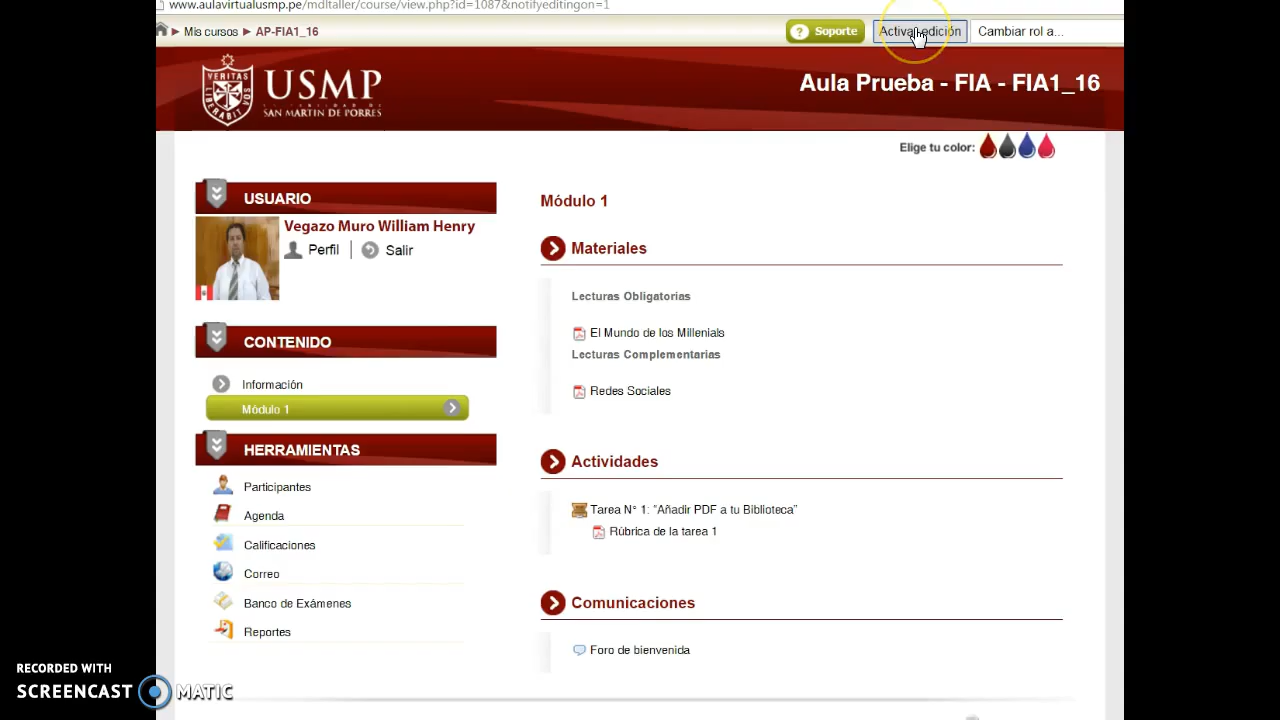 www.aulavirtualusmp.pe/mdltaller/course/view.php?id=1087&notifyeditingon=1
Mis cursos ▶ AP-FIA1_16
Soporte
Activar edición
Cambiar rol a...
VERITAS
LIBERABIT
VOS
USMP
UNIVERSIDAD DE
SAN MARTIN DE PORRES
Aula Prueba - FIA - FIA1_16
Elige tu color:
USUARIO
Vegazo Muro William Henry
Perfil | Salir
CONTENIDO
Información
Módulo 1
HERRAMIENTAS
Participantes
Agenda
Calificaciones
Correo
Banco de Exámenes
Reportes
Módulo 1
Materiales
Lecturas Obligatorias
El Mundo de los Millenials
Lecturas Complementarias
Redes Sociales
Actividades
Tarea N° 1: "Añadir PDF a tu Biblioteca"
Rúbrica de la tarea 1
Comunicaciones
Foro de bienvenida
RECORDED WITH
SCREENCAST MATIC